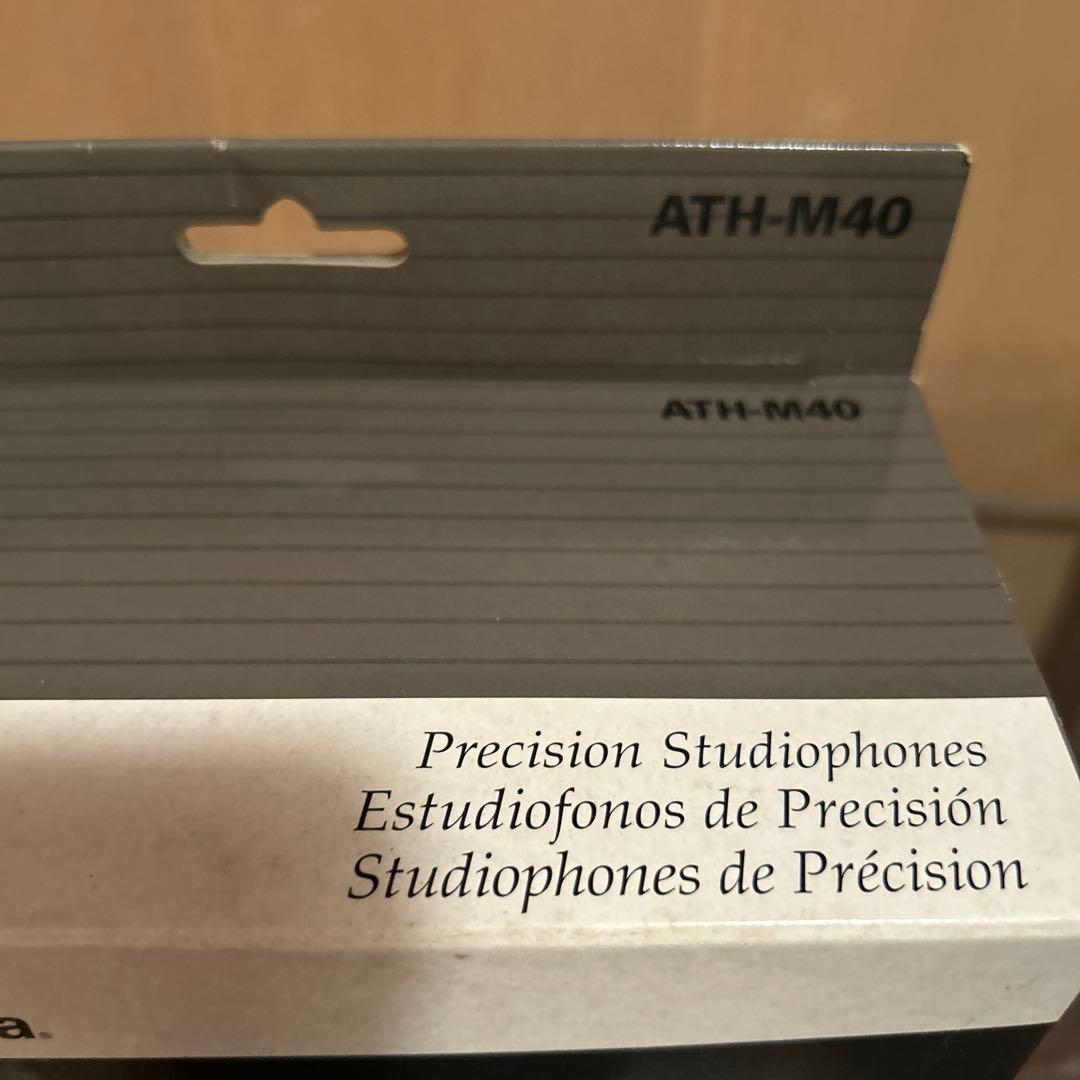 ATH-M40
ATH-M40
Precision Studiophones
Estudiofonos de Precisión
Studiophones de Précision
a®